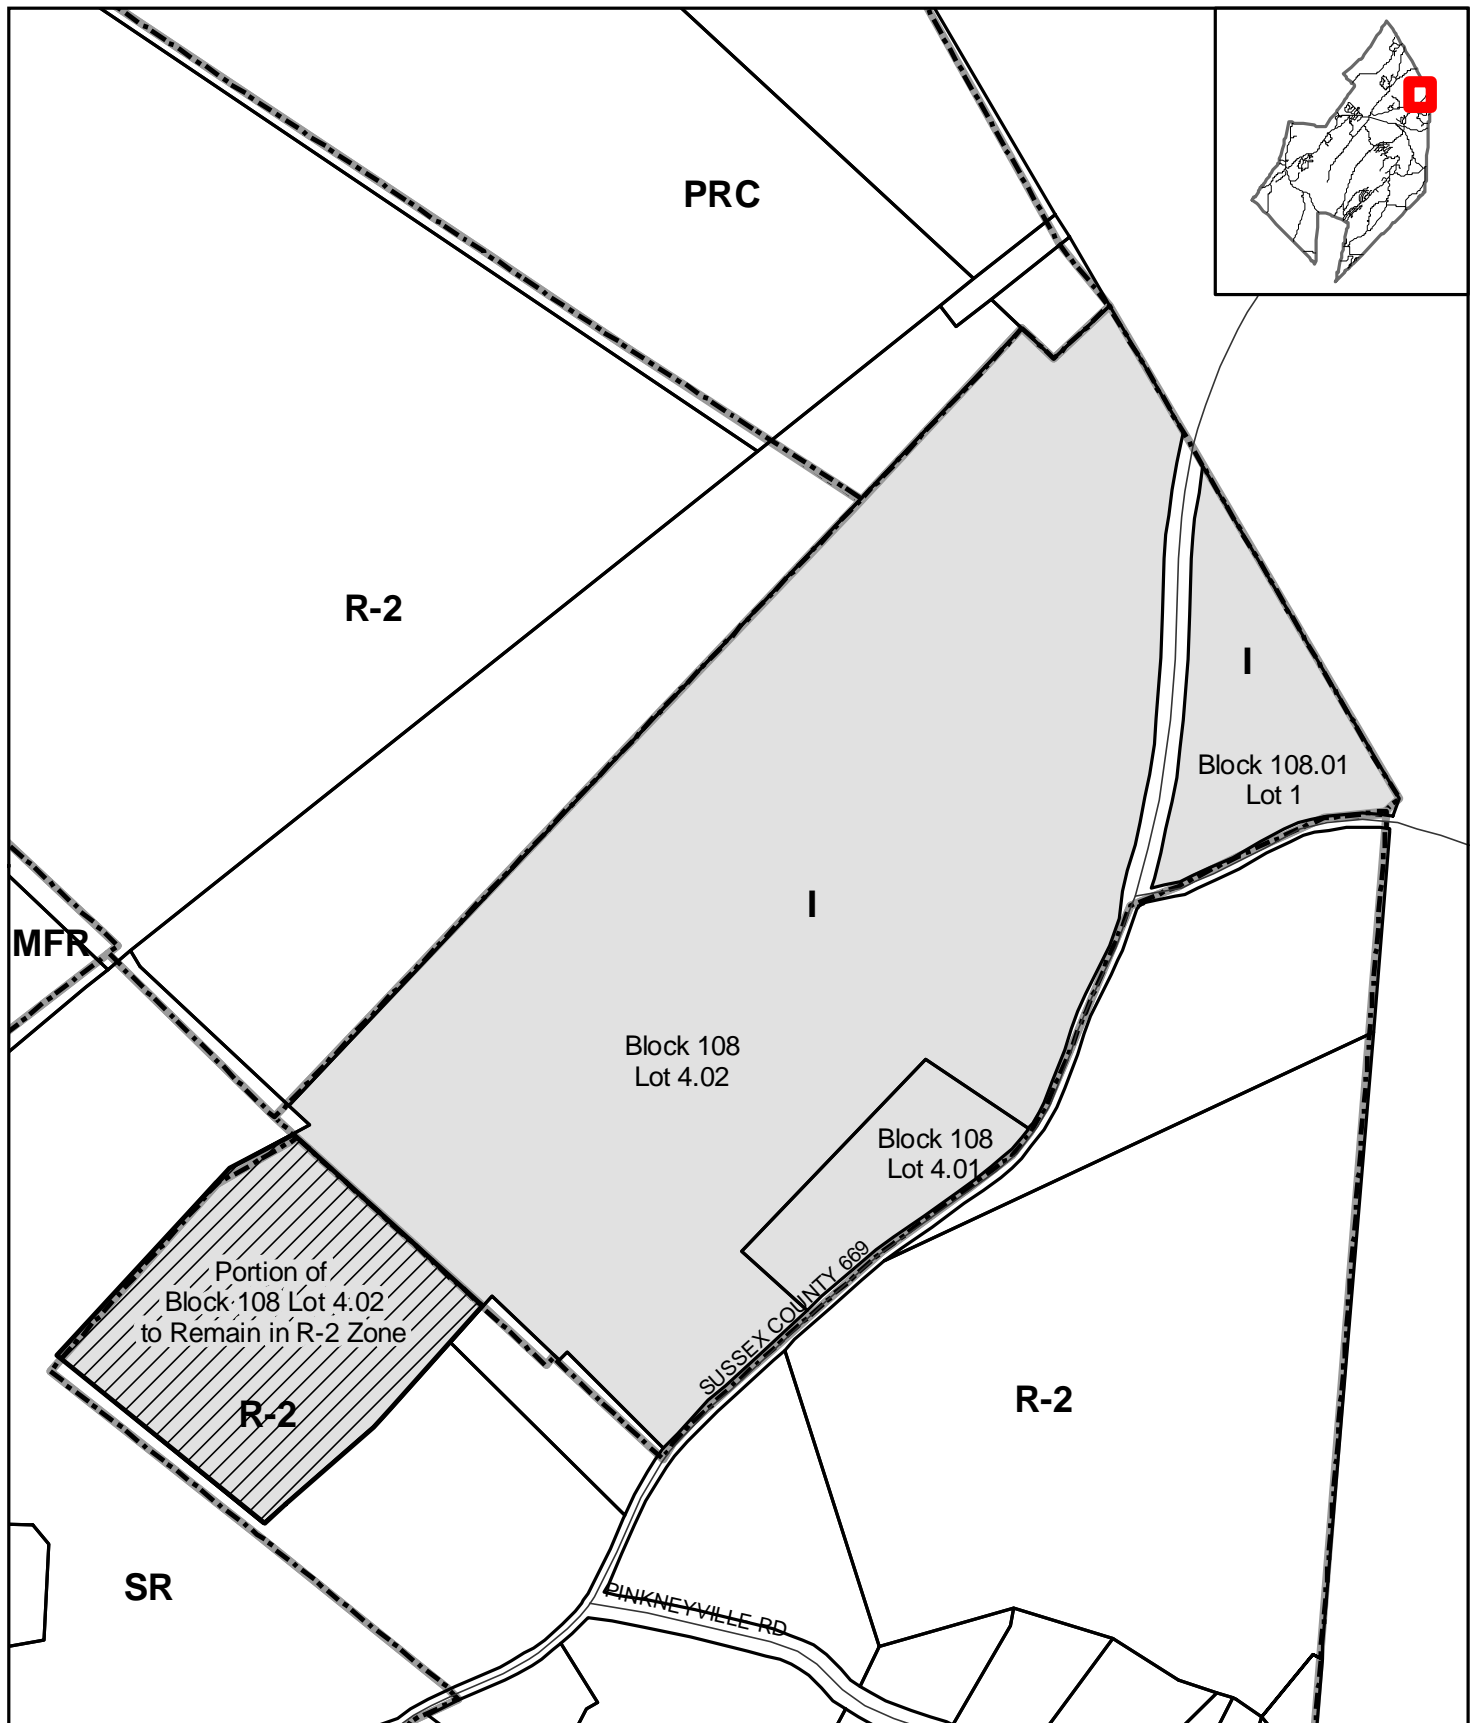 PRC
R-2
I
Block 108.01
Lot 1
I
MFR
Block 108
Lot 4.02
Block 108
Lot 4.01
SUSSEX COUNTY 669
Portion of
Block 108 Lot 4.02
to Remain in R-2 Zone
R-2
R-2
SR
PINKNEYVILLE RD